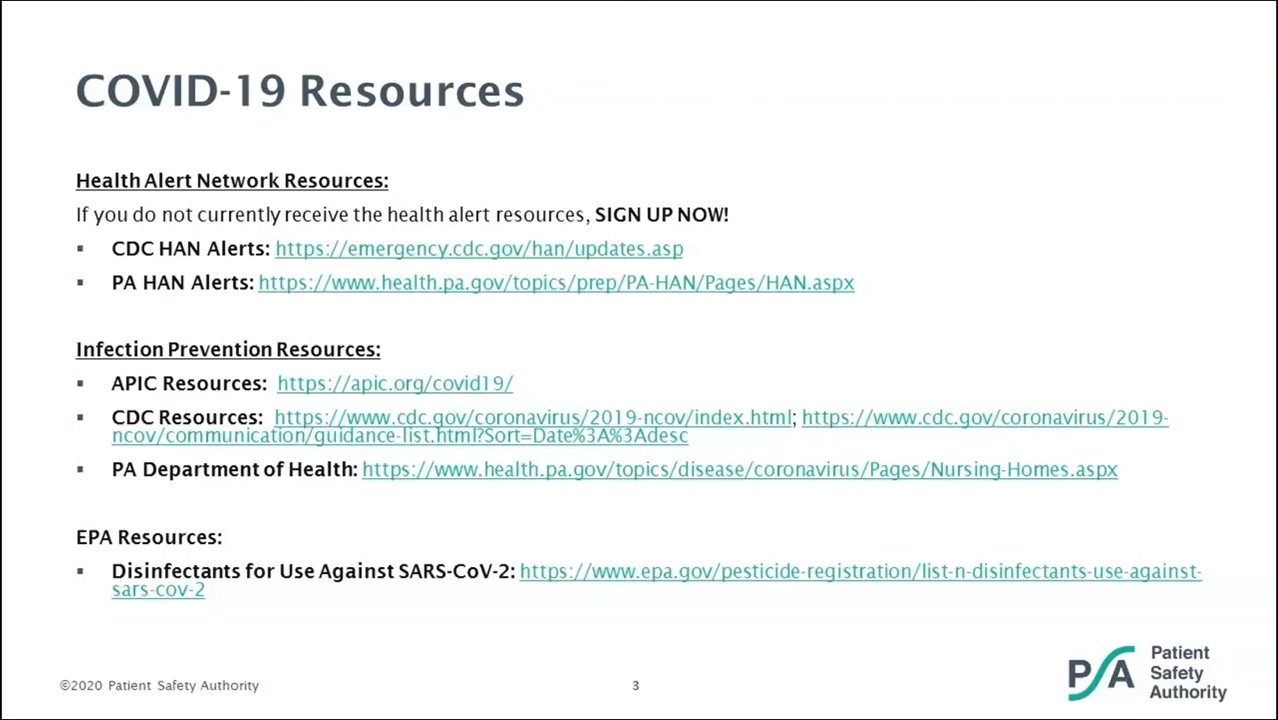 COVID-19 Resources
Health Alert Network Resources:
If you do not currently receive the health alert resources, SIGN UP NOW!
▪ CDC HAN Alerts: https://emergency.cdc.gov/han/updates.asp
▪ PA HAN Alerts: https://www.health.pa.gov/topics/prep/PA-HAN/Pages/HAN.aspx
Infection Prevention Resources:
▪ APIC Resources: https://apic.org/covid19/
▪ CDC Resources: https://www.cdc.gov/coronavirus/2019-ncov/index.html; https://www.cdc.gov/coronavirus/2019-
ncov/communication/guidance-list.html?Sort=Date%3A%3Adesc
▪ PA Department of Health: https://www.health.pa.gov/topics/disease/coronavirus/Pages/Nursing-Homes.aspx
EPA Resources:
▪ Disinfectants for Use Against SARS-CoV-2: https://www.epa.gov/pesticide-registration/list-n-disinfectants-use-against-
sars-cov-2
©2020 Patient Safety Authority
3
PSA
Patient
Safety
Authority